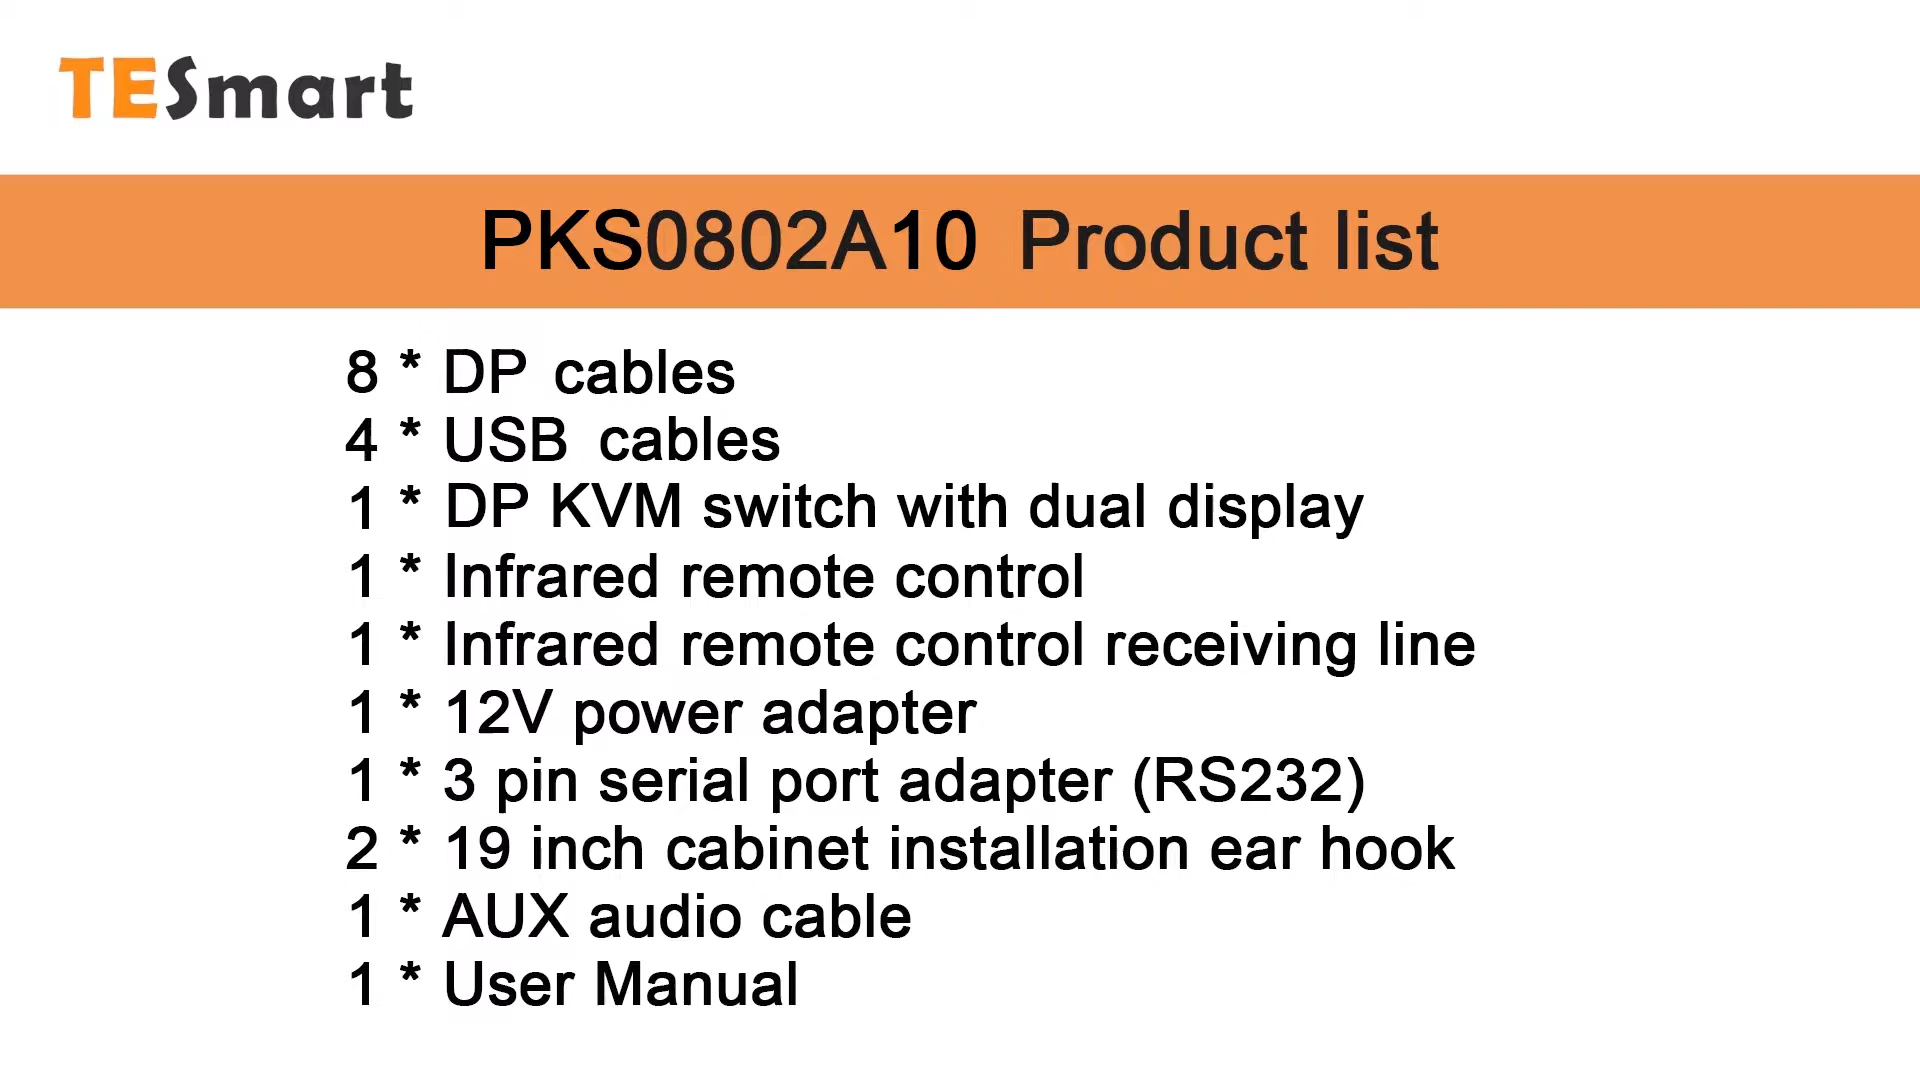 TESmart
PKS0802A10 Product list
8 * DP cables
4 * USB cables
1 * DP KVM switch with dual display
1 * Infrared remote control
1 * Infrared remote control receiving line
1 * 12V power adapter
1 * 3 pin serial port adapter (RS232)
2 * 19 inch cabinet installation ear hook
1 * AUX audio cable
1 * User Manual